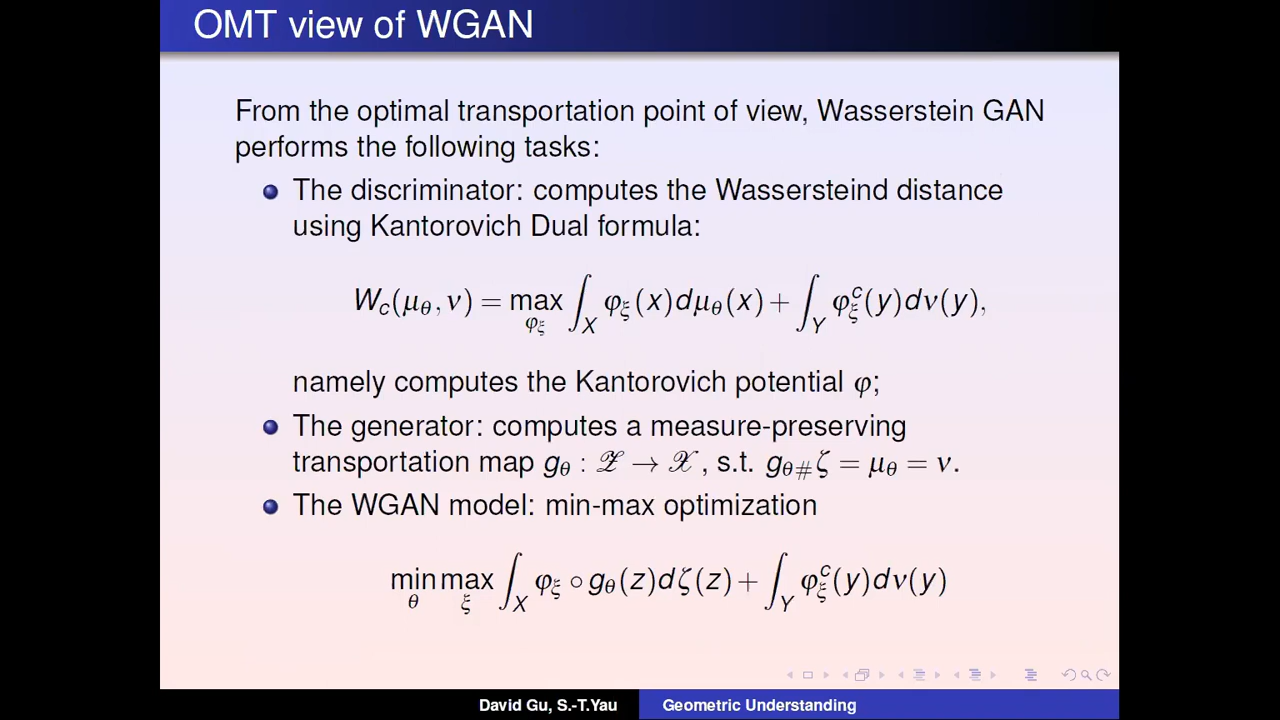 OMT view of WGAN
From the optimal transportation point of view, Wasserstein GAN
performs the following tasks:
The discriminator: computes the Wassersteind distance
using Kantorovich Dual formula:
W_c(μ_θ, ν) = max_{φ_ξ} ∫_X φ_ξ(x)dμ_θ(x) + ∫_Y φ_ξ^c(y)dν(y),
namely computes the Kantorovich potential φ;
The generator: computes a measure-preserving
transportation map g_θ : 𝒵 → 𝒳, s.t. g_{θ#}ζ = μ_θ = ν.
The WGAN model: min-max optimization
min_θ max_ξ ∫_X φ_ξ ∘ g_θ(z)dζ(z) + ∫_Y φ_ξ^c(y)dν(y)
David Gu, S.-T.Yau Geometric Understanding